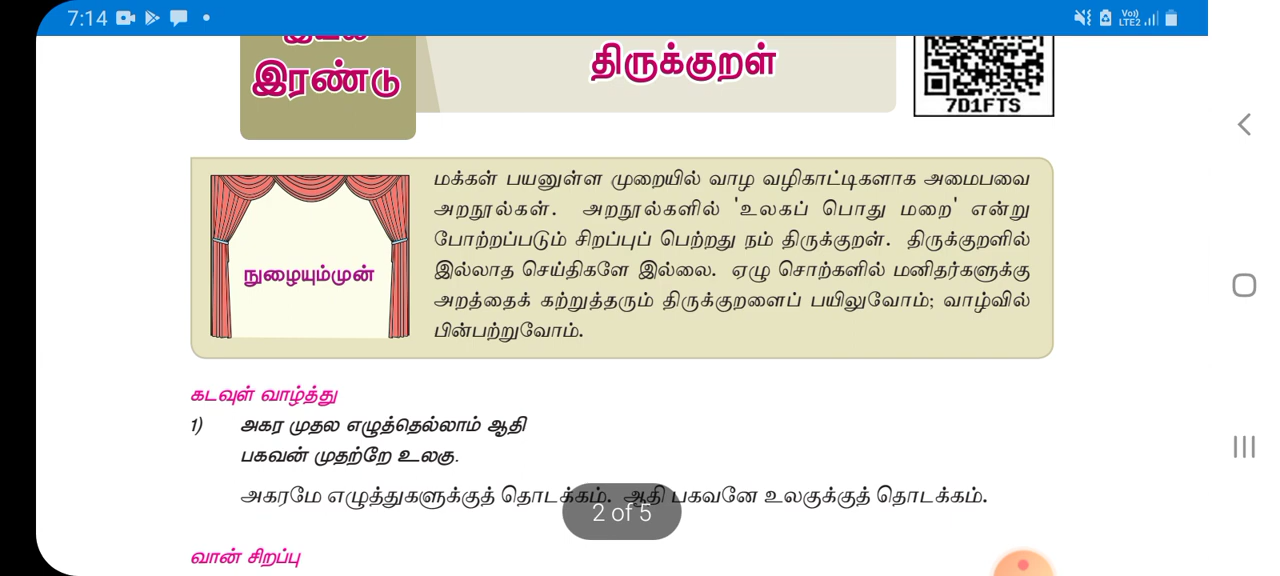 7:14
Vo)) LTE2
இயல்
இரண்டு
திருக்குறள்
7D1FTS
நுழையும்முன்
மக்கள் பயனுள்ள முறையில் வாழ வழிகாட்டிகளாக அமைபவை
அறநூல்கள். அறநூல்களில் 'உலகப் பொது மறை' என்று
போற்றப்படும் சிறப்புப் பெற்றது நம் திருக்குறள். திருக்குறளில்
இல்லாத செய்திகளே இல்லை. ஏழு சொற்களில் மனிதர்களுக்கு
அறத்தைக் கற்றுத்தரும் திருக்குறளைப் பயிலுவோம்; வாழ்வில்
பின்பற்றுவோம்.
கடவுள் வாழ்த்து
1) அகர முதல எழுத்தெல்லாம் ஆதி
பகவன் முதற்றே உலகு.
அகரமே எழுத்துகளுக்குத் தொடக்கம். ஆதி பகவனே உலகுக்குத் தொடக்கம்.
2 of 5
வான் சிறப்பு